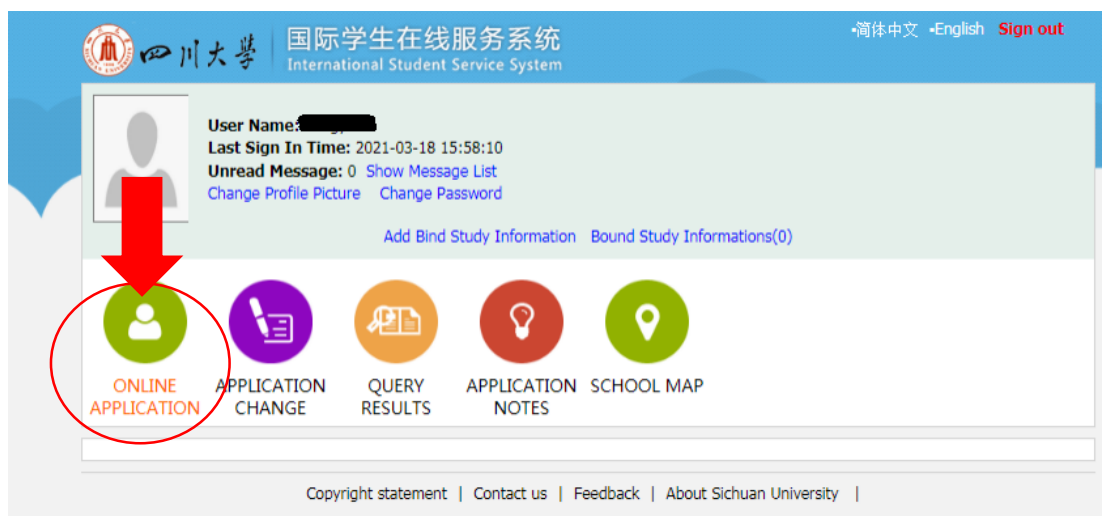 四川大學
国际学生在线服务系统
International Student Service System
•简体中文 •English Sign out
User Name:
Last Sign In Time: 2021-03-18 15:58:10
Unread Message: 0 Show Message List
Change Profile Picture Change Password
Add Bind Study Information Bound Study Informations(0)
ONLINE APPLICATION
APPLICATION CHANGE
QUERY RESULTS
APPLICATION NOTES
SCHOOL MAP
Copyright statement | Contact us | Feedback | About Sichuan University |